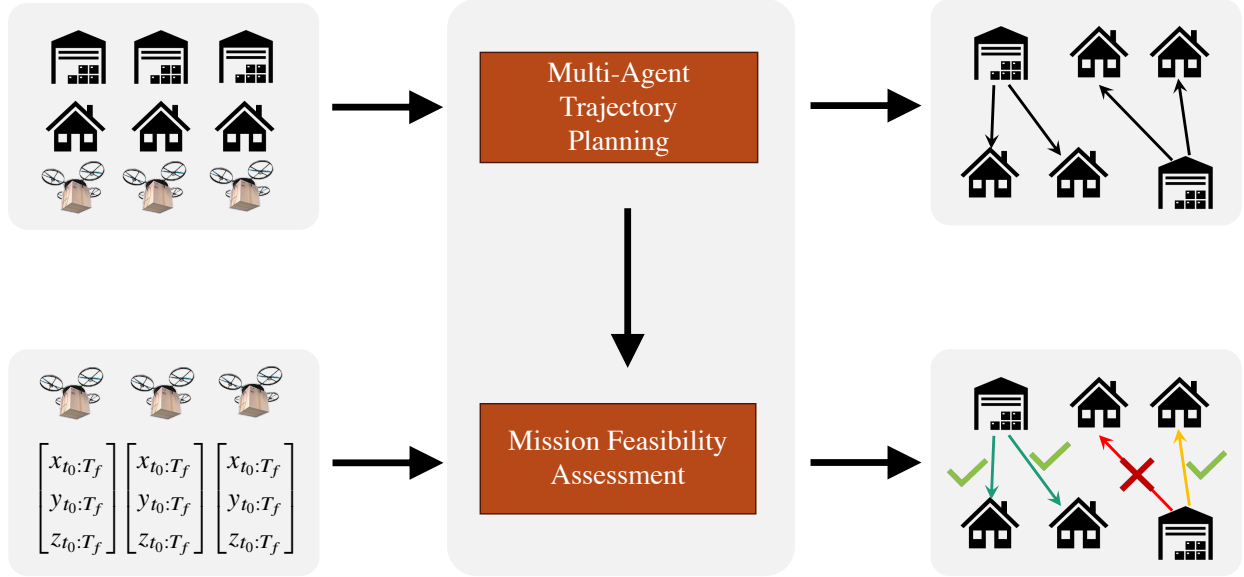 Multi-Agent
Trajectory
Planning
Mission Feasibility
Assessment
[x_{t_0:T_f}] [x_{t_0:T_f}] [x_{t_0:T_f}]
[y_{t_0:T_f}] [y_{t_0:T_f}] [y_{t_0:T_f}]
[z_{t_0:T_f}] [z_{t_0:T_f}] [z_{t_0:T_f}]